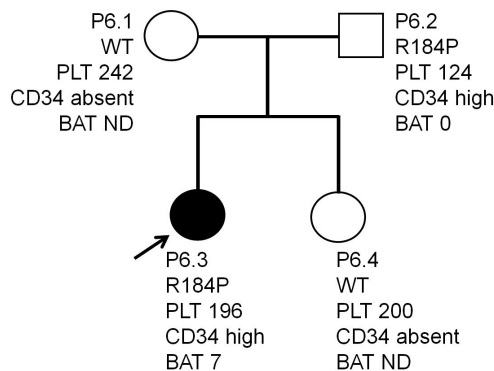 P6.1
WT
PLT 242
CD34 absent
BAT ND
P6.2
R184P
PLT 124
CD34 high
BAT 0
P6.3
R184P
PLT 196
CD34 high
BAT 7
P6.4
WT
PLT 200
CD34 absent
BAT ND